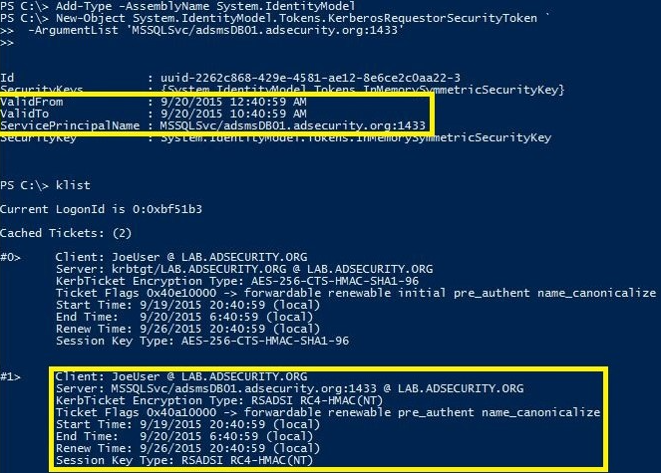 PS C:\> Add-Type -AssemblyName System.IdentityModel
PS C:\> New-Object System.IdentityModel.Tokens.KerberosRequestorSecurityToken `
>> -ArgumentList 'MSSQLSvc/adsmsDB01.adsecurity.org:1433'
>>
Id : uuid-2262c868-429e-4581-ae12-8e6ce2c0aa22-3
SecurityKeys : {System.IdentityModel.Tokens.InMemorySymmetricSecurityKey}
ValidFrom : 9/20/2015 12:40:59 AM
ValidTo : 9/20/2015 10:40:59 AM
ServicePrincipalName : MSSQLSvc/adsmsDB01.adsecurity.org:1433
SecurityKey : System.IdentityModel.Tokens.InMemorySymmetricSecurityKey
PS C:\> klist
Current LogonId is 0:0xbf51b3
Cached Tickets: (2)
#0> Client: JoeUser @ LAB.ADSECURITY.ORG
Server: krbtgt/LAB.ADSECURITY.ORG @ LAB.ADSECURITY.ORG
KerbTicket Encryption Type: AES-256-CTS-HMAC-SHA1-96
Ticket Flags 0x40e10000 -> forwardable renewable initial pre_authent name_canonicalize
Start Time: 9/19/2015 20:40:59 (local)
End Time: 9/20/2015 6:40:59 (local)
Renew Time: 9/26/2015 20:40:59 (local)
Session Key Type: AES-256-CTS-HMAC-SHA1-96
#1> Client: JoeUser @ LAB.ADSECURITY.ORG
Server: MSSQLSvc/adsmsDB01.adsecurity.org:1433 @ LAB.ADSECURITY.ORG
KerbTicket Encryption Type: RSADSI RC4-HMAC(NT)
Ticket Flags 0x40a10000 -> forwardable renewable pre_authent name_canonicalize
Start Time: 9/19/2015 20:40:59 (local)
End Time: 9/20/2015 6:40:59 (local)
Renew Time: 9/26/2015 20:40:59 (local)
Session Key Type: RSADSI RC4-HMAC(NT)